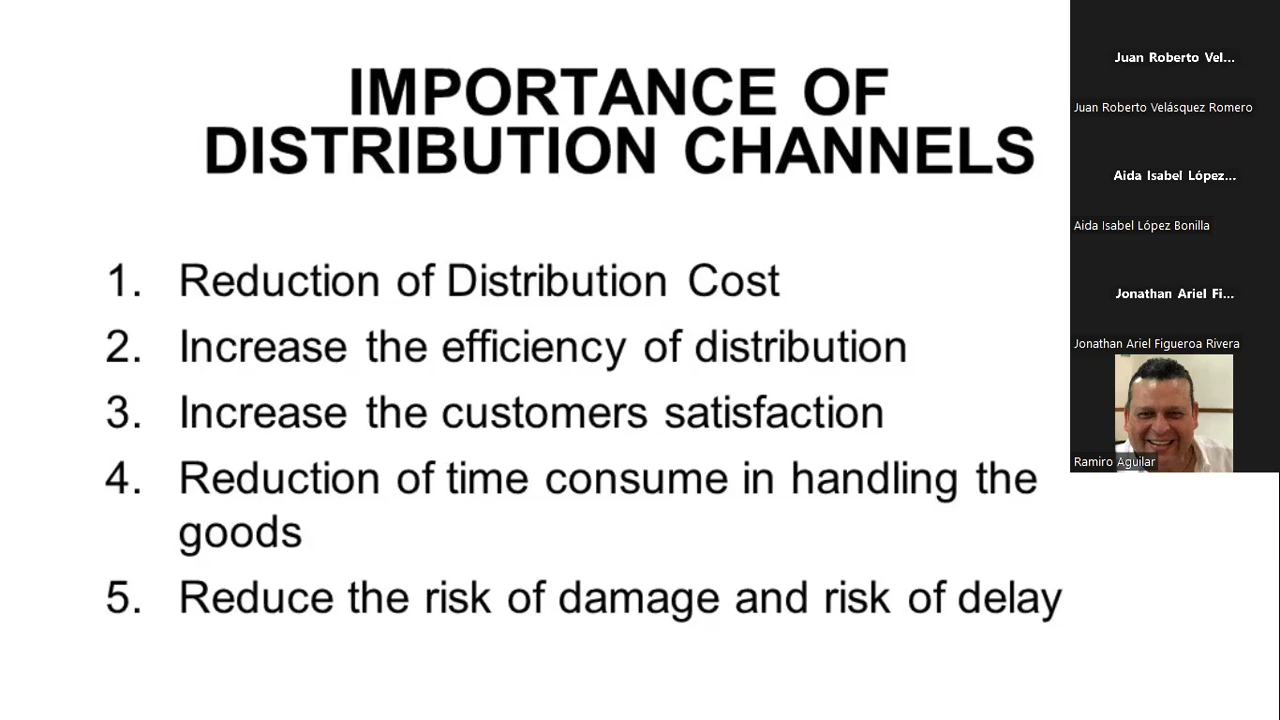 IMPORTANCE OF
DISTRIBUTION CHANNELS
1. Reduction of Distribution Cost
2. Increase the efficiency of distribution
3. Increase the customers satisfaction
4. Reduction of time consume in handling the
goods
5. Reduce the risk of damage and risk of delay
Juan Roberto Vel...
Juan Roberto Velásquez Romero
Aida Isabel López...
Aida Isabel López Bonilla
Jonathan Ariel Fi...
Jonathan Ariel Figueroa Rivera
Ramiro Aguilar